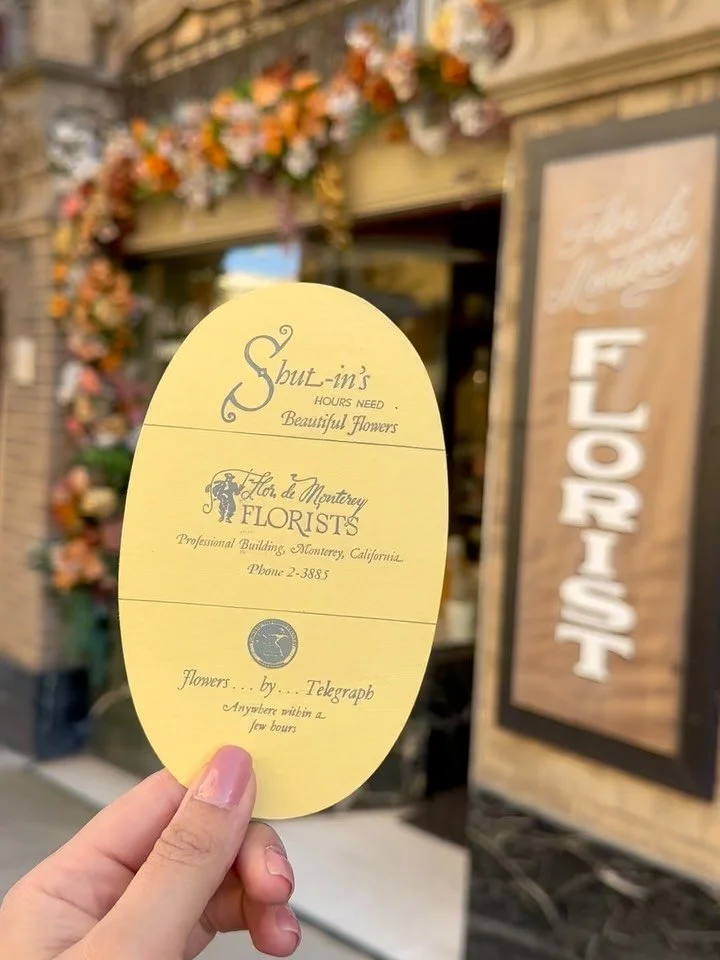 Shut-in's
HOURS NEED
Beautiful Flowers
Flor de Monterey
FLORISTS
Professional Building, Monterey, California
Phone 2-3885
Flowers... by... Telegraph
Anywhere within a
few hours
Flor de
Monterey
FLORIST